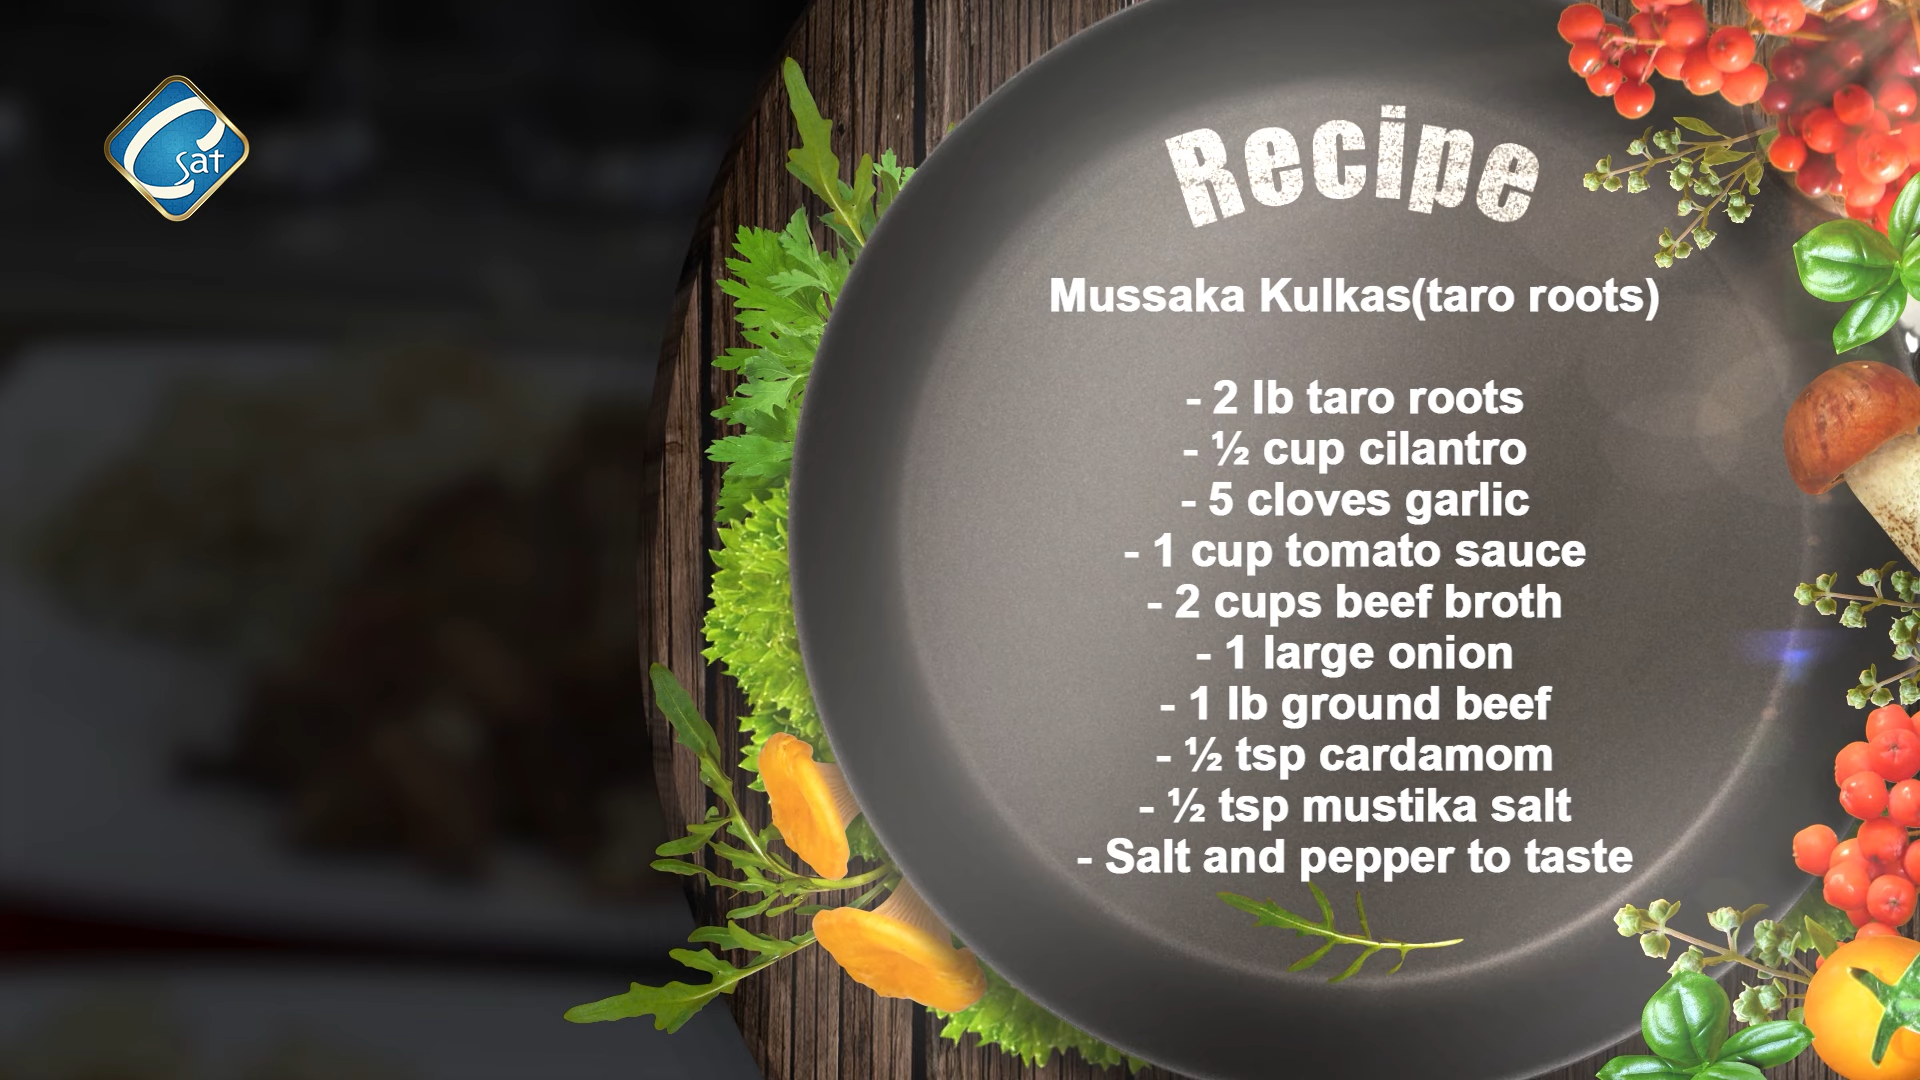 C Sat
Recipe
Mussaka Kulkas(taro roots)
- 2 lb taro roots
- ½ cup cilantro
- 5 cloves garlic
- 1 cup tomato sauce
- 2 cups beef broth
- 1 large onion
- 1 lb ground beef
- ½ tsp cardamom
- ½ tsp mustika salt
- Salt and pepper to taste